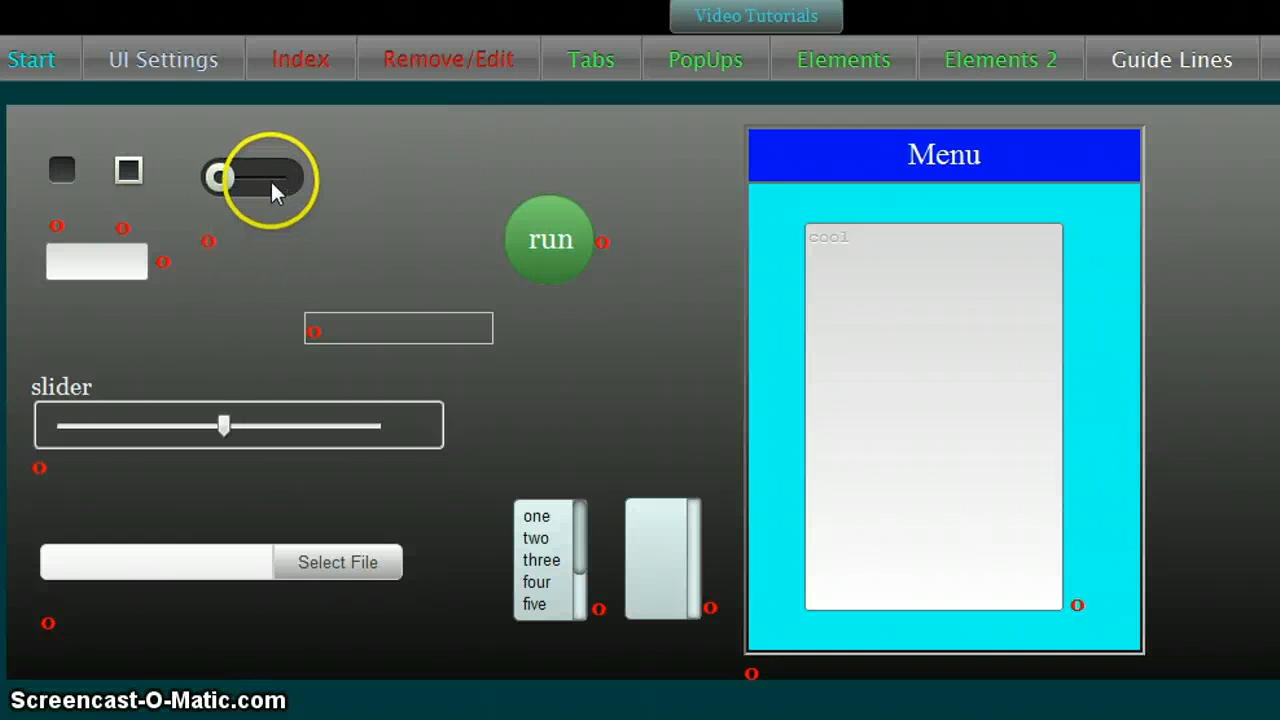 Video Tutorials
Start UI Settings Index Remove/Edit Tabs PopUps Elements Elements 2 Guide Lines
Menu
o o o
o
run o
cool
o
slider
o
Select File
o
one
two
three
four
five
o
o
o
o
Screencast-O-Matic.com